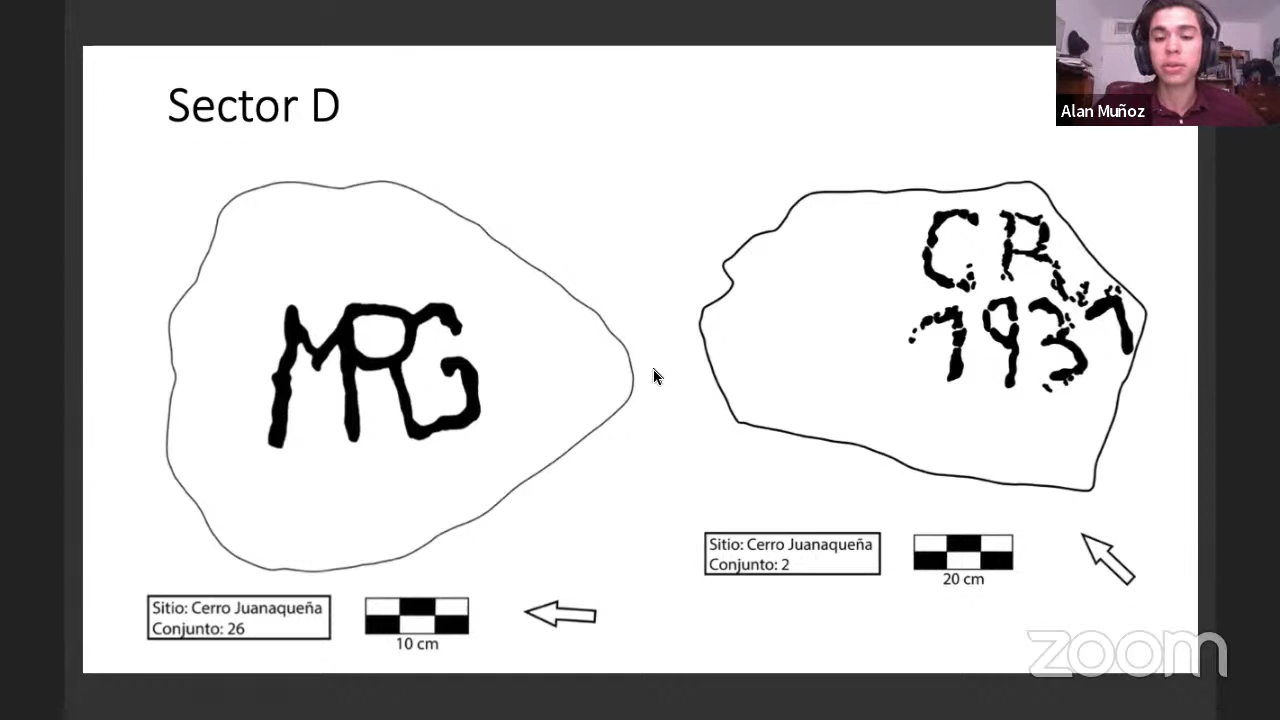 Sector D
Alan Muñoz
MRG
CR
1931
Sitio: Cerro Juanaqueña
Conjunto: 26
10 cm
Sitio: Cerro Juanaqueña
Conjunto: 2
20 cm
zoom